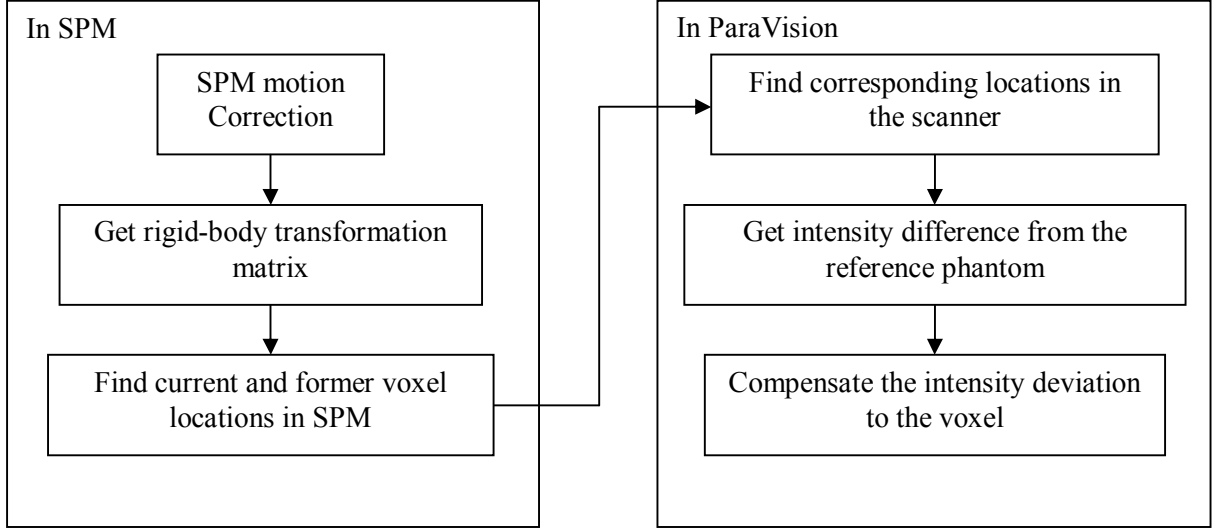 In SPM
SPM motion
Correction
Get rigid-body transformation
matrix
Find current and former voxel
locations in SPM
In ParaVision
Find corresponding locations in
the scanner
Get intensity difference from the
reference phantom
Compensate the intensity deviation
to the voxel